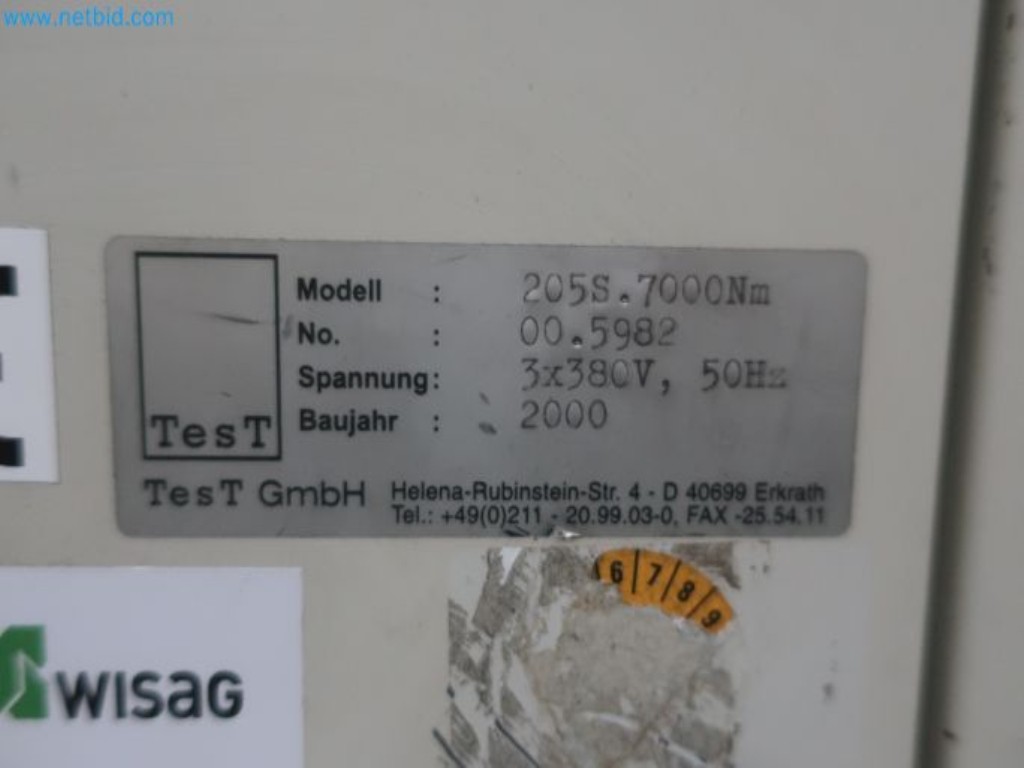 www.netbid.com
Modell : 205S.7000Nm
No. : 00.5982
Spannung: 3x380V, 50Hz
Baujahr : 2000
TesT
TesT GmbH Helena-Rubinstein-Str. 4 - D 40699 Erkrath
Tel.: +49(0)211 - 20.99.03-0, FAX -25.54.11
6 7 8 9
WISAG